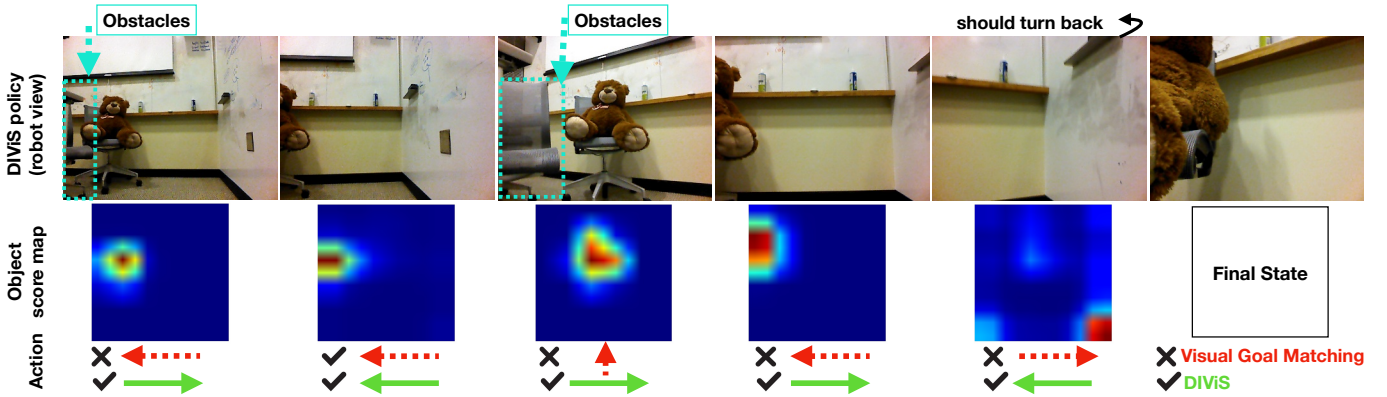 Obstacles
Obstacles
should turn back
DIViS policy
(robot view)
Object
score map
Final State
Action
Visual Goal Matching
DIViS